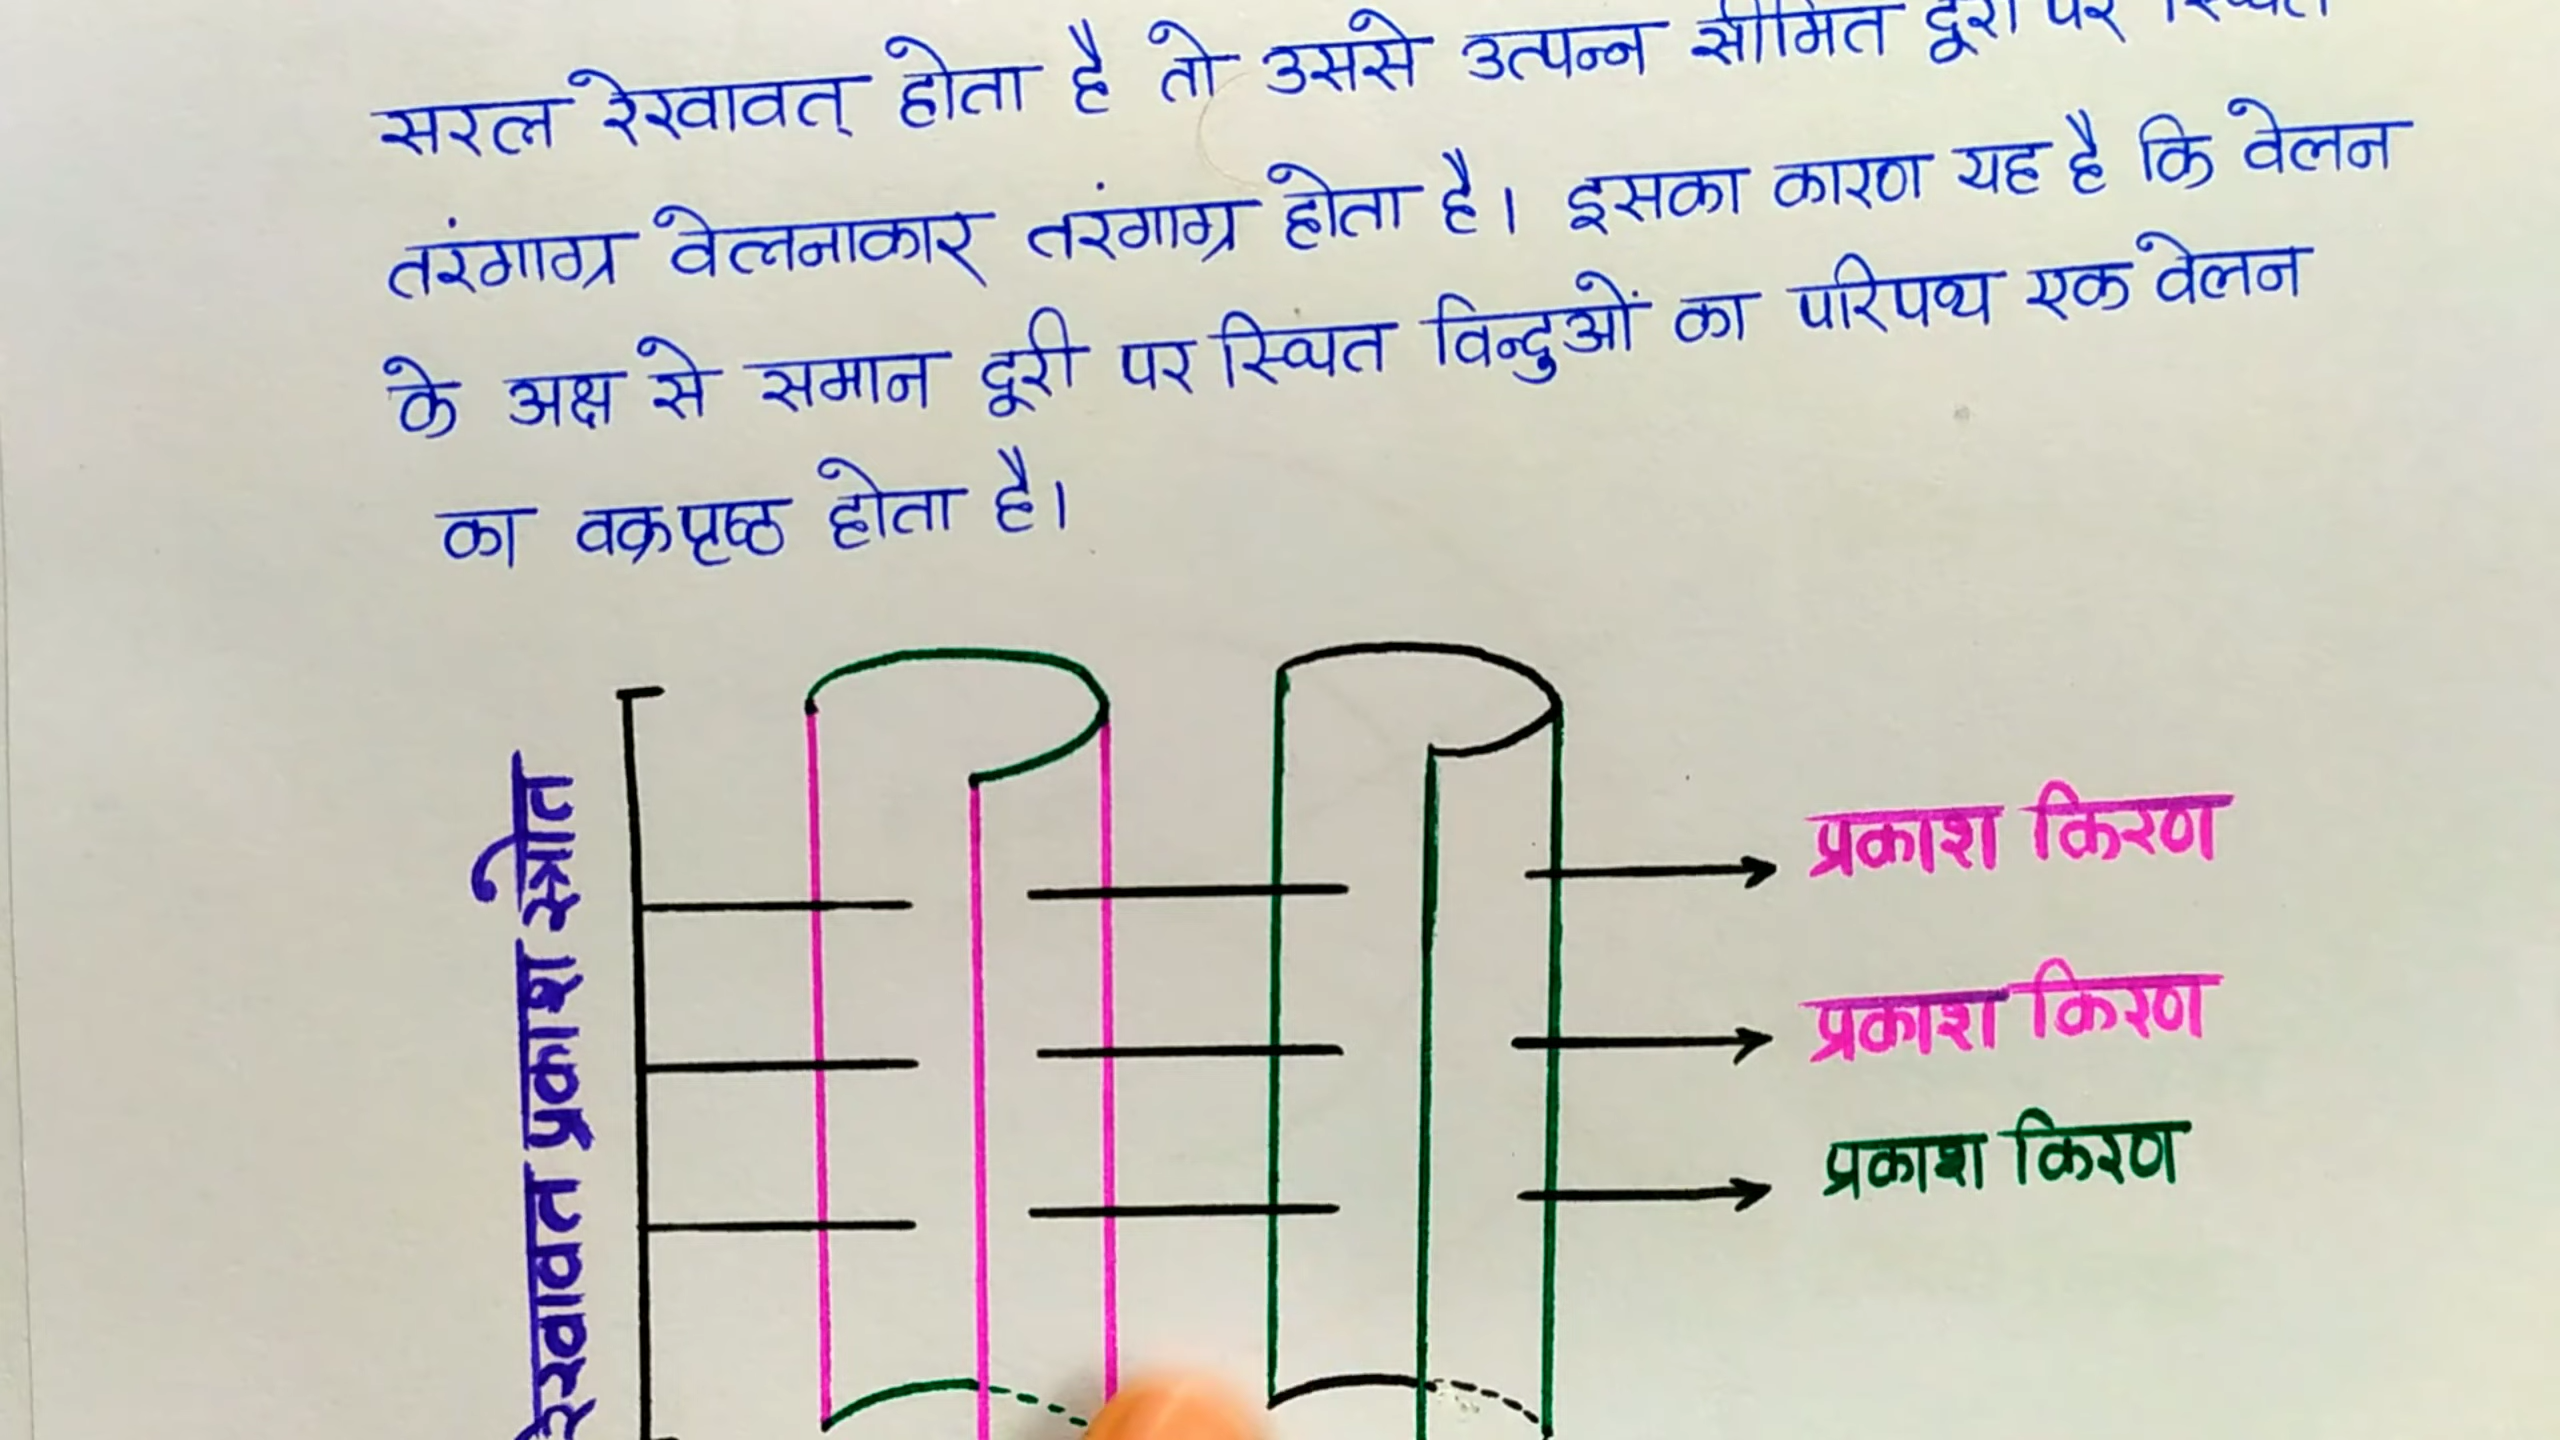 सरल रेखावत् होता है तो उससे उत्पन्न सीमित दूरी पर स्थित
तरंगाग्र वेलनाकार तरंगाग्र होता है। इसका कारण यह है कि वेलन
के अक्ष से समान दूरी पर स्थित विन्दुओं का परिपथ एक वेलन
का वक्रपृष्ठ होता है।
रेखावत प्रकाश स्त्रोत
प्रकाश किरण
प्रकाश किरण
प्रकाश किरण